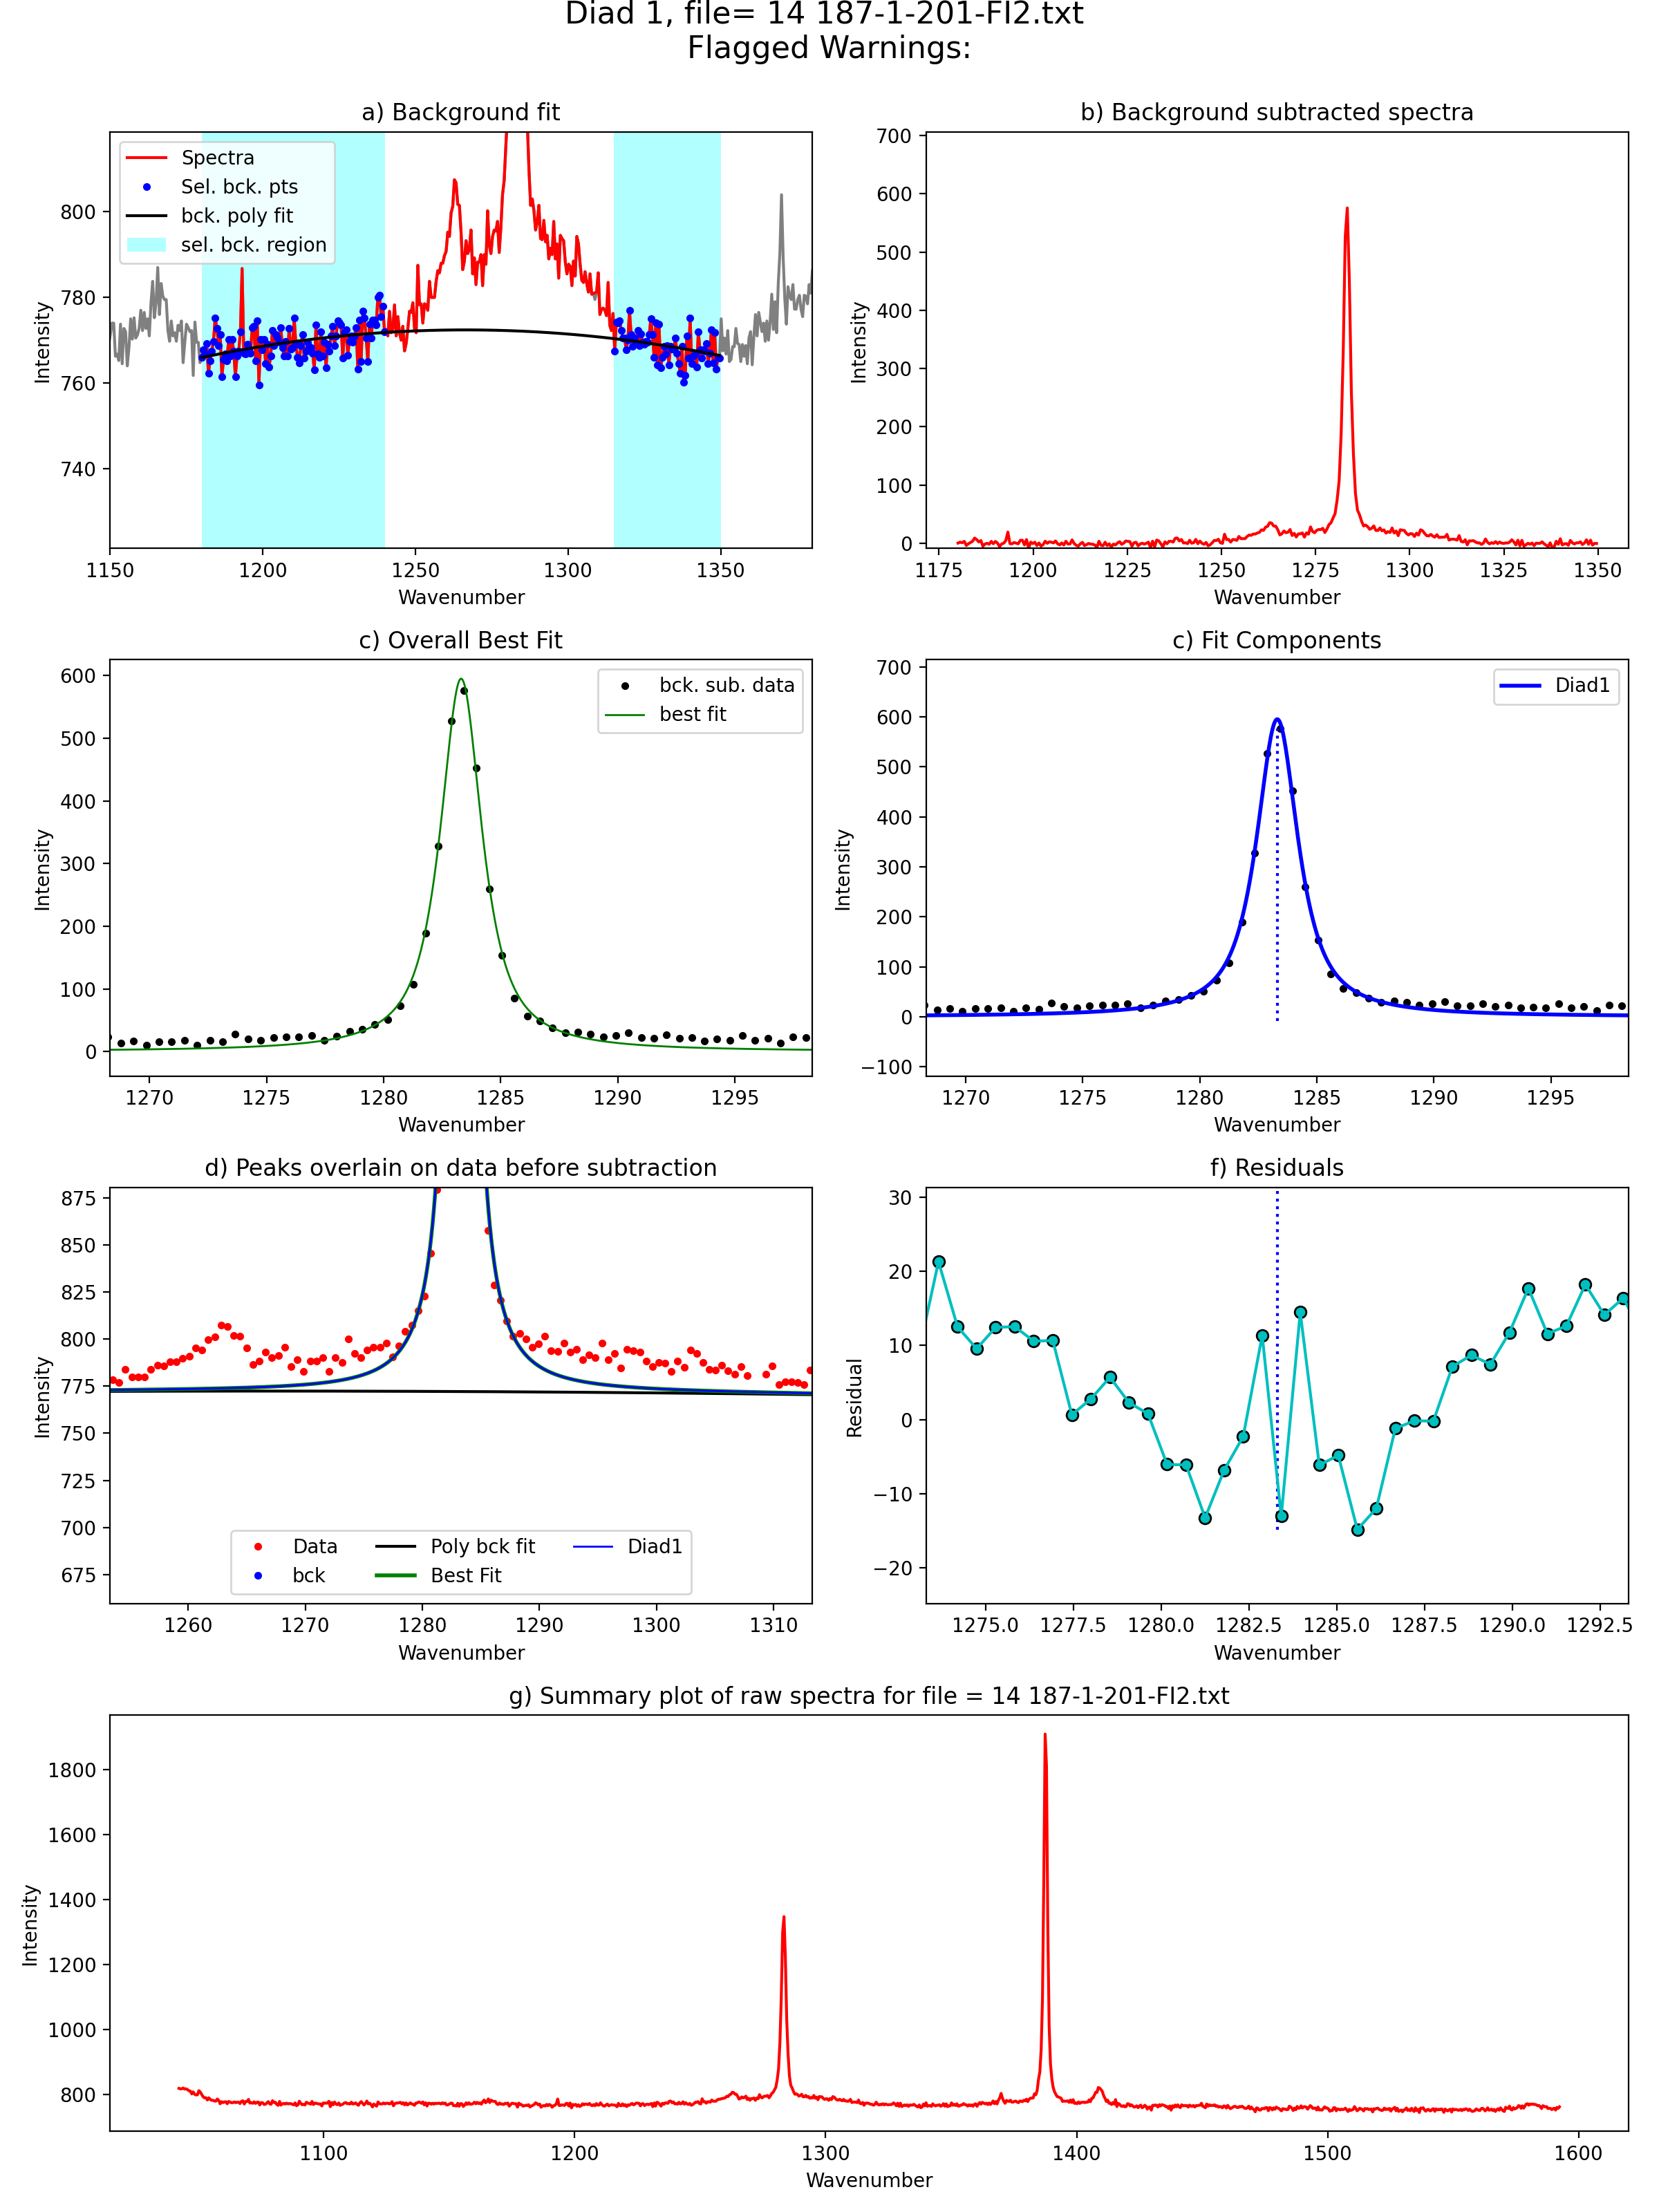 Diad 1, file= 14 187-1-201-FI2.txt
Flagged Warnings:
a) Background fit
Spectra
Sel. bck. pts
bck. poly fit
sel. bck. region
Intensity
800
780
760
740
1150 1200 1250 1300 1350
Wavenumber
b) Background subtracted spectra
Intensity
700
600
500
400
300
200
100
0
1175 1200 1225 1250 1275 1300 1325 1350
Wavenumber
c) Overall Best Fit
bck. sub. data
best fit
Intensity
600
500
400
300
200
100
0
1270 1275 1280 1285 1290 1295
Wavenumber
c) Fit Components
Diad1
Intensity
700
600
500
400
300
200
100
0
−100
1270 1275 1280 1285 1290 1295
Wavenumber
d) Peaks overlain on data before subtraction
Intensity
875
850
825
800
775
750
725
700
675
Data Poly bck fit Diad1
bck Best Fit
1260 1270 1280 1290 1300 1310
Wavenumber
f) Residuals
Residual
30
20
10
0
−10
−20
1275.0 1277.5 1280.0 1282.5 1285.0 1287.5 1290.0 1292.5
Wavenumber
g) Summary plot of raw spectra for file = 14 187-1-201-FI2.txt
Intensity
1800
1600
1400
1200
1000
800
1100 1200 1300 1400 1500 1600
Wavenumber